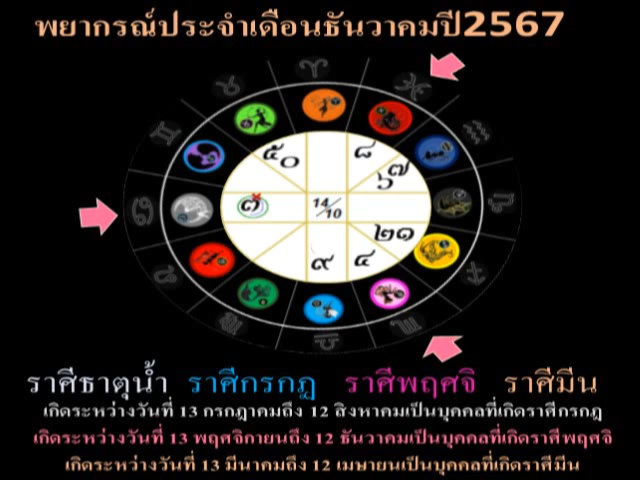 พยากรณ์ประจำเดือนธันวาคมปี2567
๕ ๐
๘
๗
๖
๓
14/10
๒๑
๙
๔
ราศีธาตุน้ำ ราศีกรกฏ ราศีพฤศจิ ราศีมีน
เกิดระหว่างวันที่ 13 กรกฎาคมถึง 12 สิงหาคมเป็นบุคคลที่เกิดราศีกรกฎ
เกิดระหว่างวันที่ 13 พฤศจิกายนถึง 12 ธันวาคมเป็นบุคคลที่เกิดราศีพฤศจิ
เกิดระหว่างวันที่ 13 มีนาคมถึง 12 เมษายนเป็นบุคคลที่เกิดราศีมีน